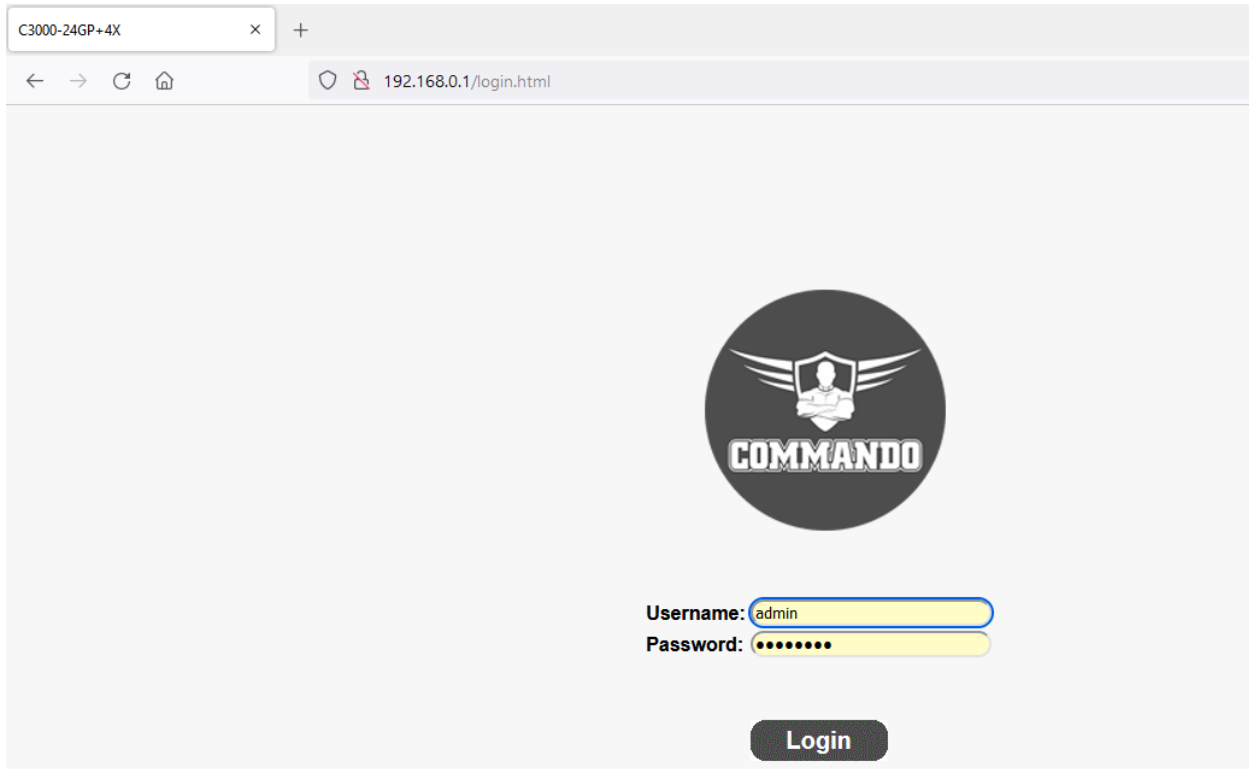 C3000-24GP+4X
192.168.0.1/login.html
COMMANDO
Username: admin
Password: ••••••••
Login